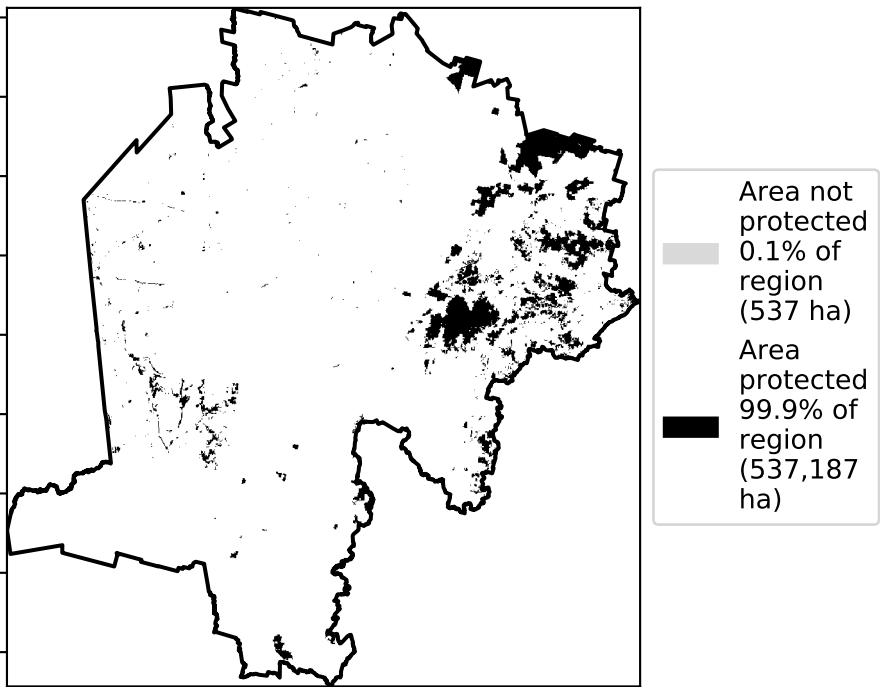 Area not
protected
0.1% of
region
(537 ha)
Area
protected
99.9% of
region
(537,187
ha)